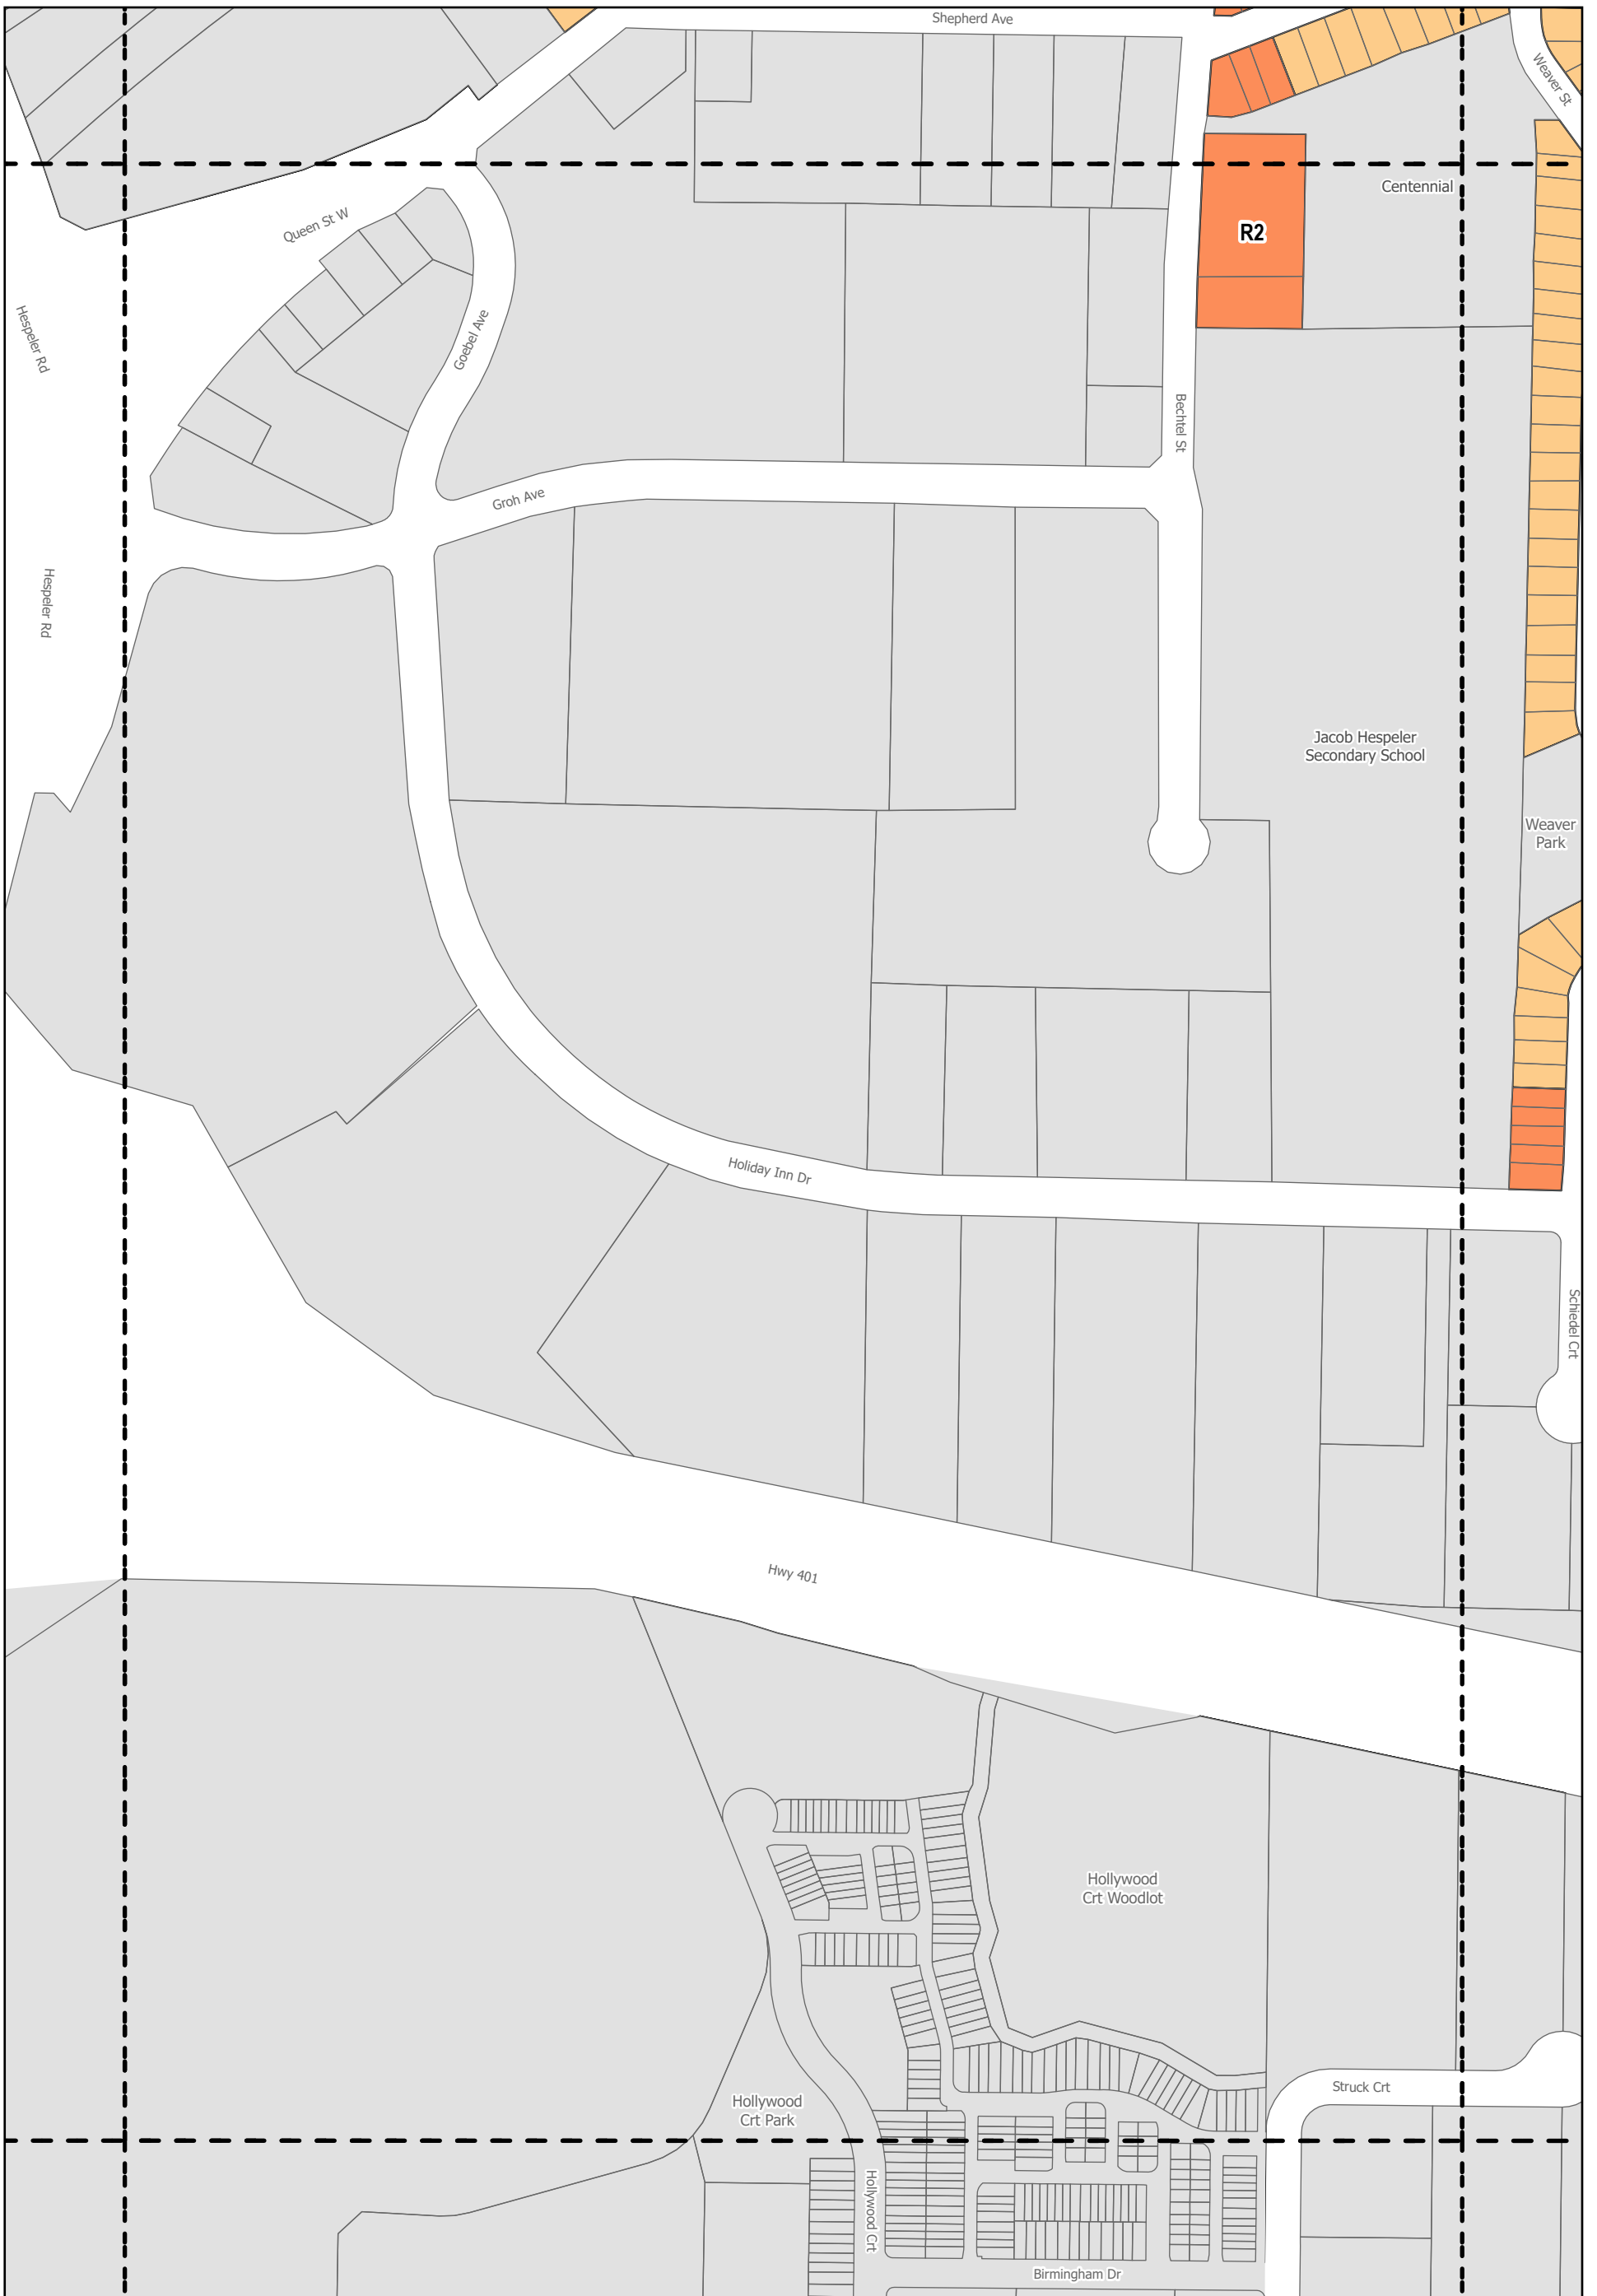 Shepherd Ave
Weaver St
Centennial
R2
Queen St W
Hespeler Rd
Goebel Ave
Bechtel St
Groh Ave
Hespeler Rd
Jacob Hespeler
Secondary School
Weaver
Park
Holiday Inn Dr
Schiedel Crt
Hwy 401
Hollywood
Crt Woodlot
Struck Crt
Hollywood
Crt Park
Hollywood Crt
Birmingham Dr